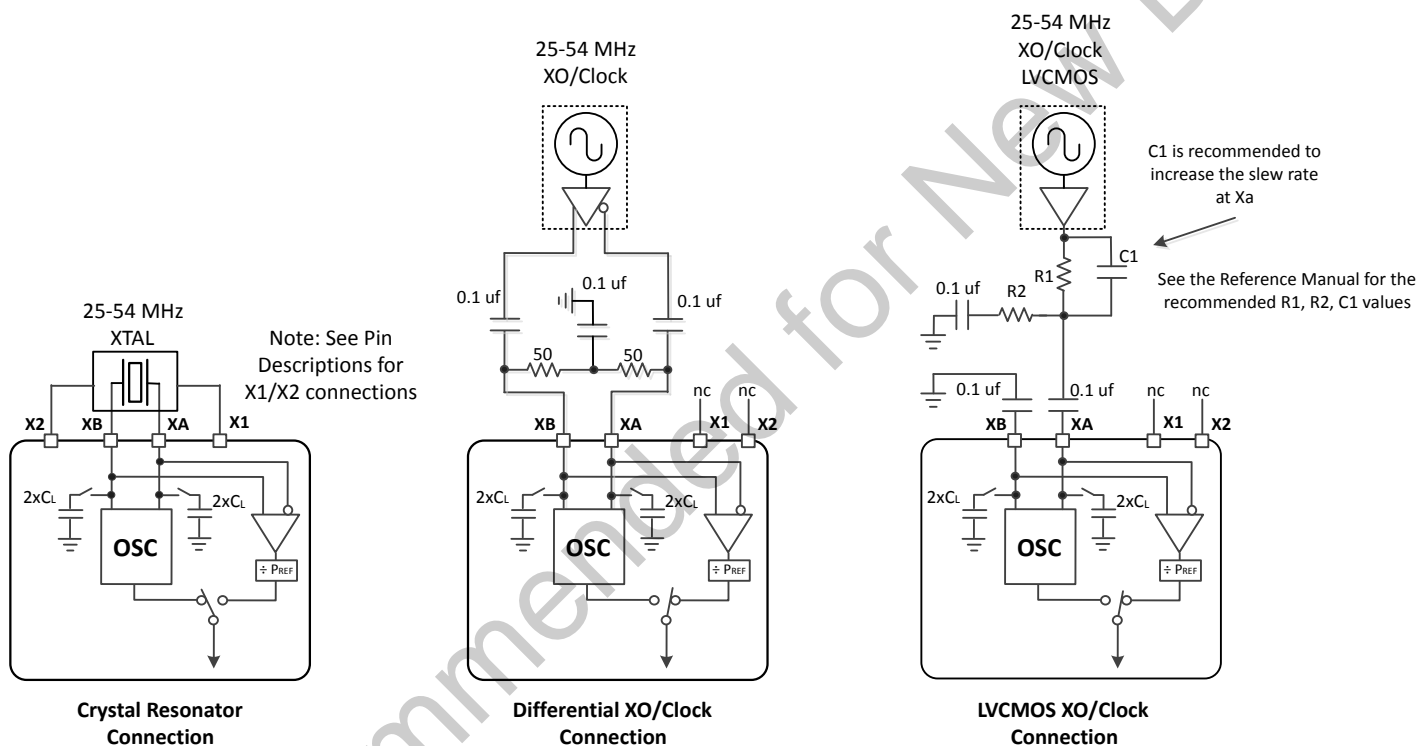 25-54 MHz
XTAL
Note: See Pin
Descriptions for
X1/X2 connections
X2
XB
XA
X1
2xCL
2xCL
OSC
÷ PREF
Crystal Resonator
Connection
25-54 MHz
XO/Clock
0.1 uf
0.1 uf
0.1 uf
50
50
nc
nc
XB
XA
X1
X2
2xCL
2xCL
OSC
÷ PREF
Differential XO/Clock
Connection
25-54 MHz
XO/Clock
LVCMOS
C1 is recommended to
increase the slew rate
at Xa
R1
C1
See the Reference Manual for the
recommended R1, R2, C1 values
0.1 uf
R2
0.1 uf
0.1 uf
nc
nc
XB
XA
X1
X2
2xCL
2xCL
OSC
÷ PREF
LVCMOS XO/Clock
Connection
mmended for New